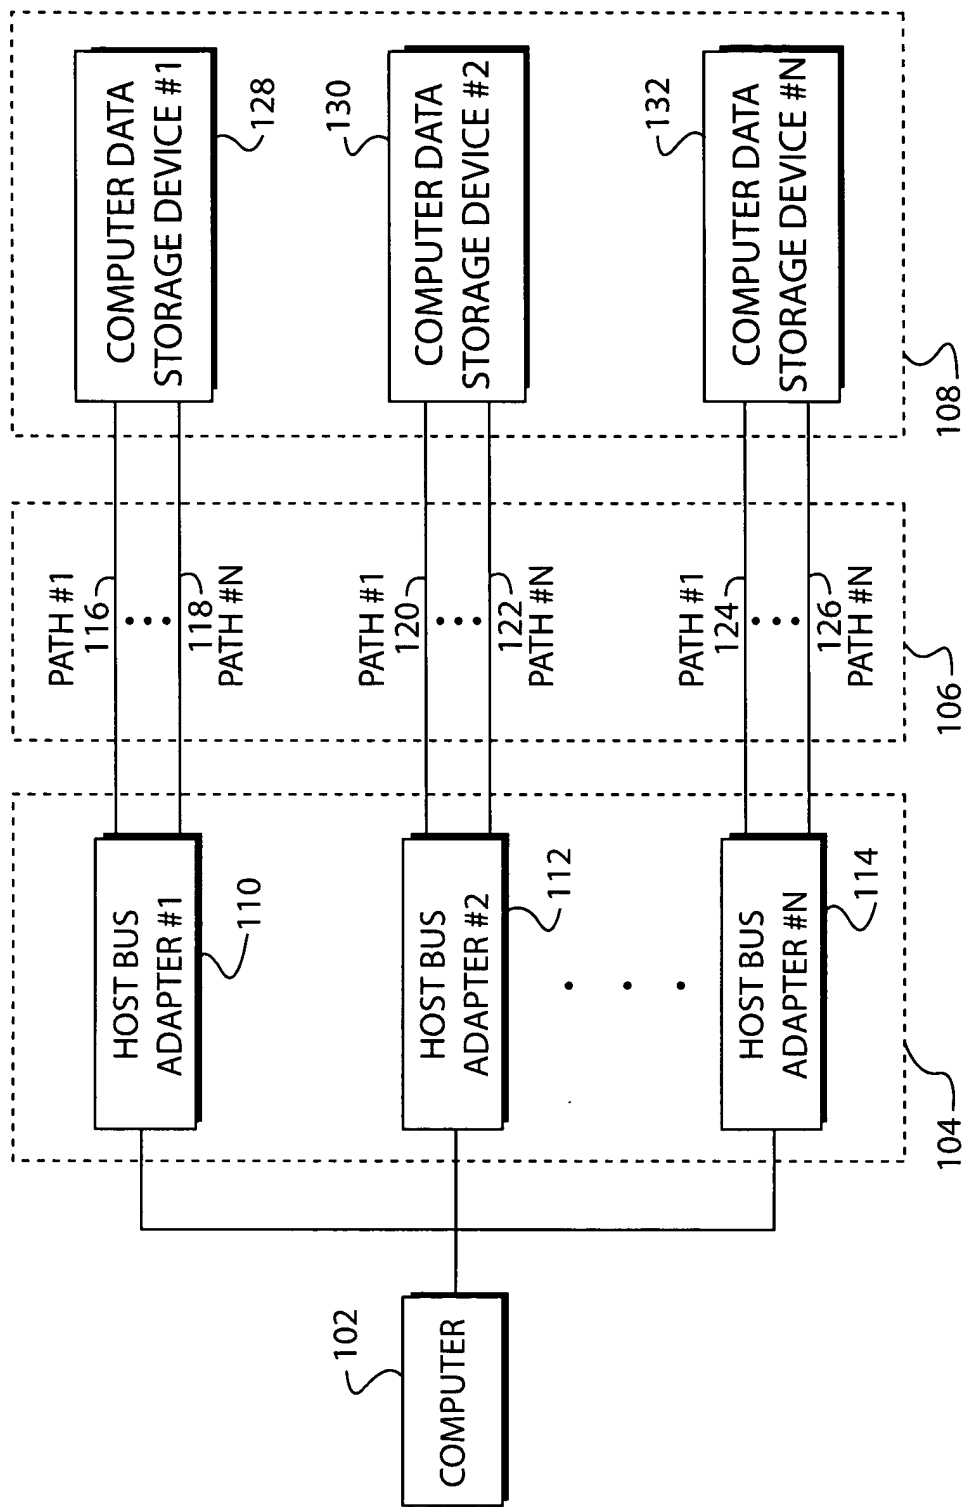 COMPUTER
102
HOST BUS
ADAPTER #1
110
HOST BUS
ADAPTER #2
112
HOST BUS
ADAPTER #N
114
104
PATH #1
116
118
PATH #N
PATH #1
120
122
PATH #N
PATH #1
124
126
PATH #N
106
COMPUTER DATA
STORAGE DEVICE #1
128
COMPUTER DATA
STORAGE DEVICE #2
130
COMPUTER DATA
STORAGE DEVICE #N
132
108